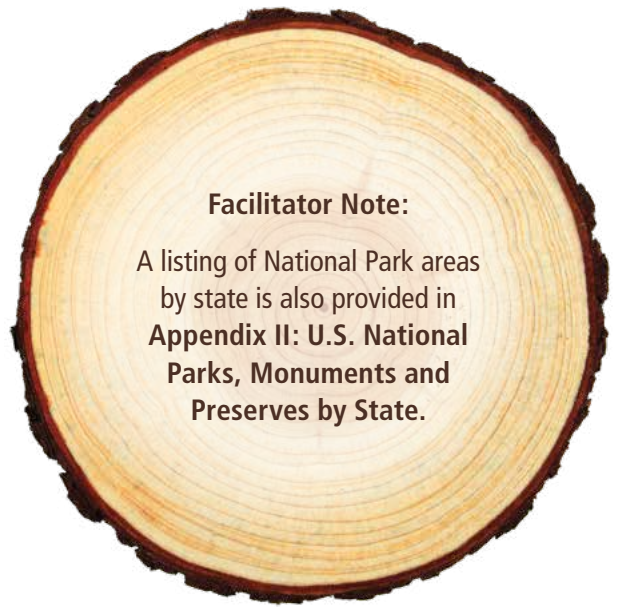 Facilitator Note:
A listing of National Park areas
by state is also provided in
Appendix II: U.S. National
Parks, Monuments and
Preserves by State.